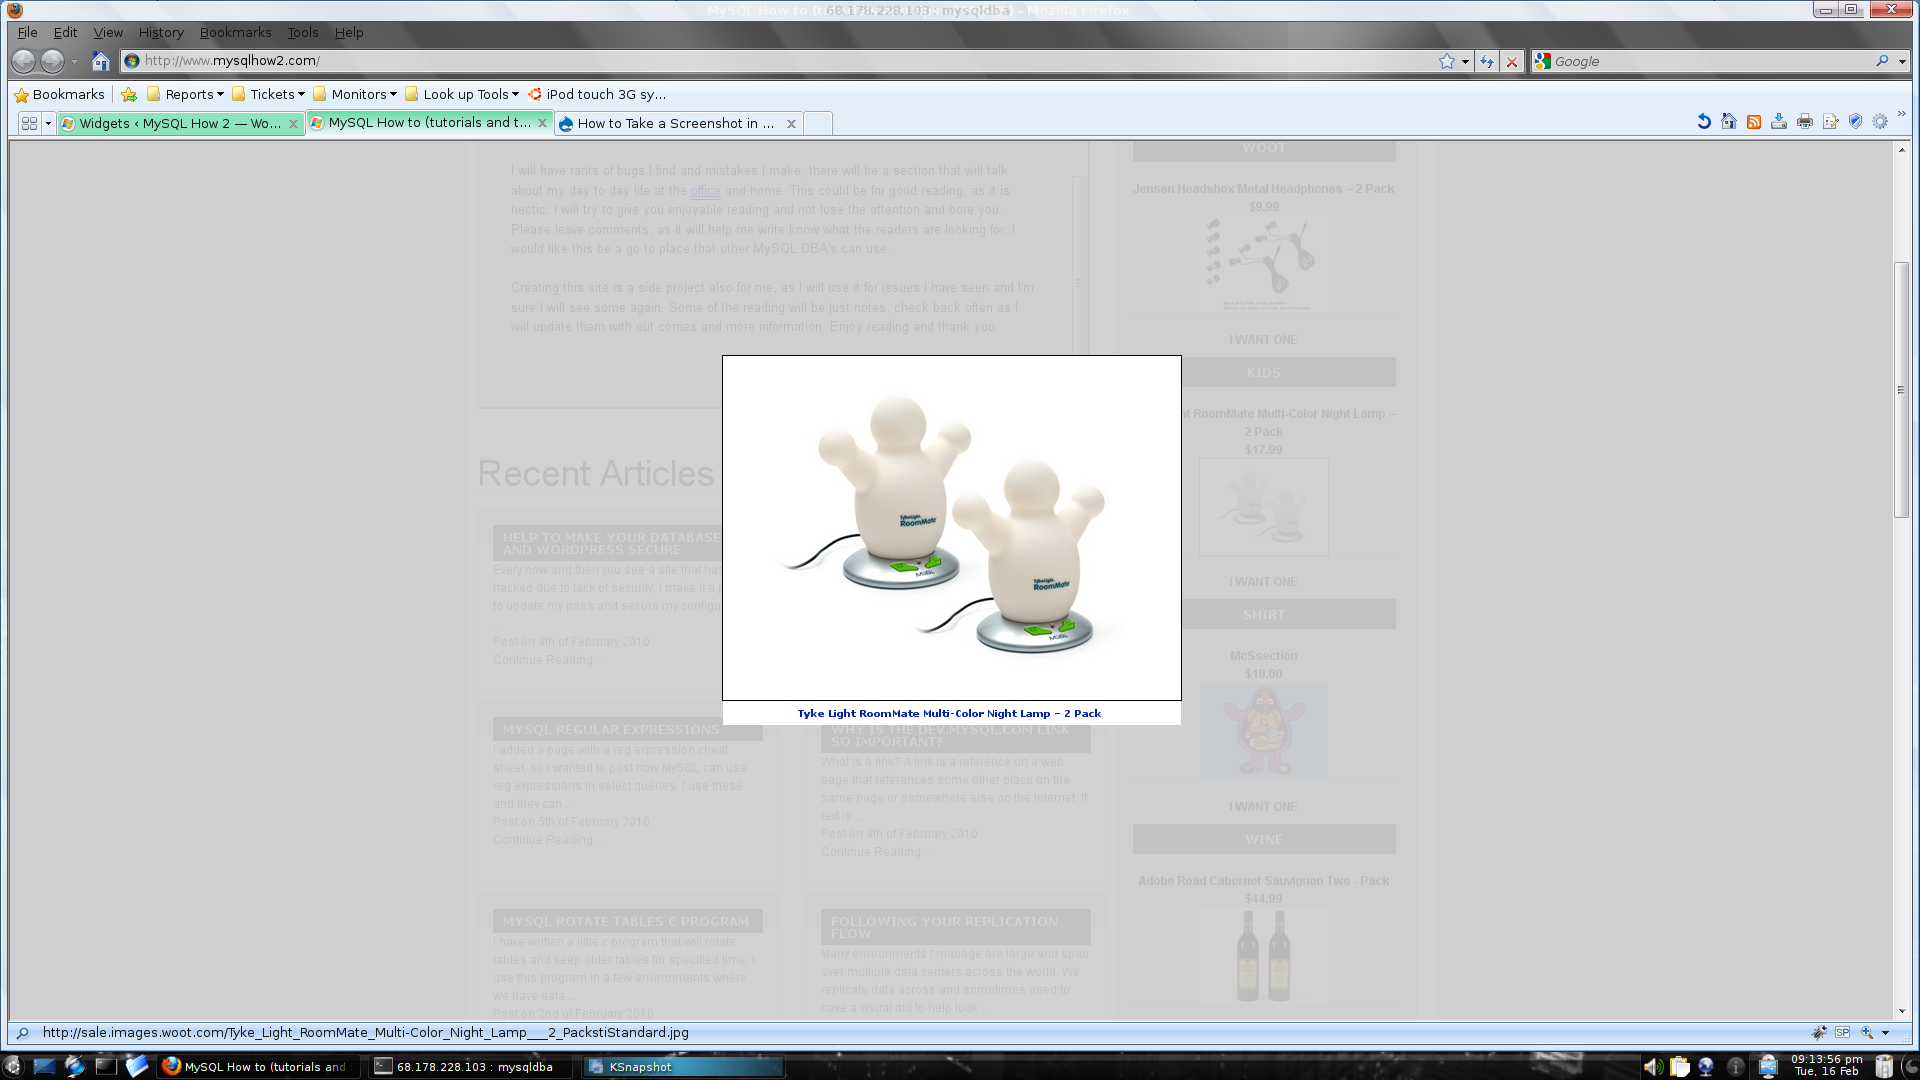 MySQL How to (t 68.178.228.103 : mysqldba - Mozilla Firefox
File Edit View History Bookmarks Tools Help
http://www.mysqlhow2.com/
Google
Bookmarks Reports Tickets Monitors Look up Tools iPod touch 3G sy...
Widgets ‹ MySQL How 2 — Wo... MySQL How to (tutorials and t... How to Take a Screenshot in ...
I will have rants of bugs I find and mistakes I make, there will be a section that will talk
about my day to day life at the office and home. This could be for good reading, as it is
hectic. I will try to give you enjoyable reading and not lose the attention and bore you.
Please leave comments, as it will help me write know what the readers are looking for. I
would like this be a go to place that other MySQL DBA's can use.
Creating this site is a side project also for me, as I will use it for issues I have seen and I'm
sure I will see some again. Some of the reading will be just notes, check back often as I
will update them with out comes and more information. Enjoy reading and thank you.
Recent Articles
HELP TO MAKE YOUR DATABASE
AND WORDPRESS SECURE
Every now and then you see a site that has
hacked due to lack of security. I make it a p
to update my pass and secure my configu
Post on 9th of February 2010
Continue Reading...
MYSQL REGULAR EXPRESSIONS
I added a page with a reg expression cheat
sheet, so i wanted to post how MySQL can use
reg expressions in select queries. I use these
and they can ...
Post on 5th of February 2010
Continue Reading...
WHY IS THE DEV.MYSQL.COM LINK
SO IMPORTANT?
What is a link? A link is a reference on a web
page that references some other place on the
same page or somewhere else on the internet. If
text is ...
Post on 4th of February 2010
Continue Reading...
MYSQL ROTATE TABLES C PROGRAM
I have written a little c program that will rotate
tables and keep older tables for specified time. I
use this program in a few environments where
we have data ...
Post on 2nd of February 2010
FOLLOWING YOUR REPLICATION
FLOW
Many environments I manage are large and span
over multiple data centers across the world. We
replicate data across and sometimes need to
have a visual aid to help look
WOOT
Jensen Headshox Metal Headphones – 2 Pack
$9.99
I WANT ONE
KIDS
ht RoomMate Multi-Color Night Lamp –
2 Pack
$17.99
I WANT ONE
SHIRT
McSsection
$10.00
I WANT ONE
WINE
Adobe Road Cabernet Sauvignon Two - Pack
$44.99
TykeLight
RoomMate
MOBI
TykeLight
RoomMate
MOBI
Tyke Light RoomMate Multi-Color Night Lamp – 2 Pack
http://sale.images.woot.com/Tyke_Light_RoomMate_Multi-Color_Night_Lamp___2_PackstiStandard.jpg
SP
MySQL How to (tutorials and 68.178.228.103 : mysqldba KSnapshot
09:13:56 pm
Tue, 16 Feb